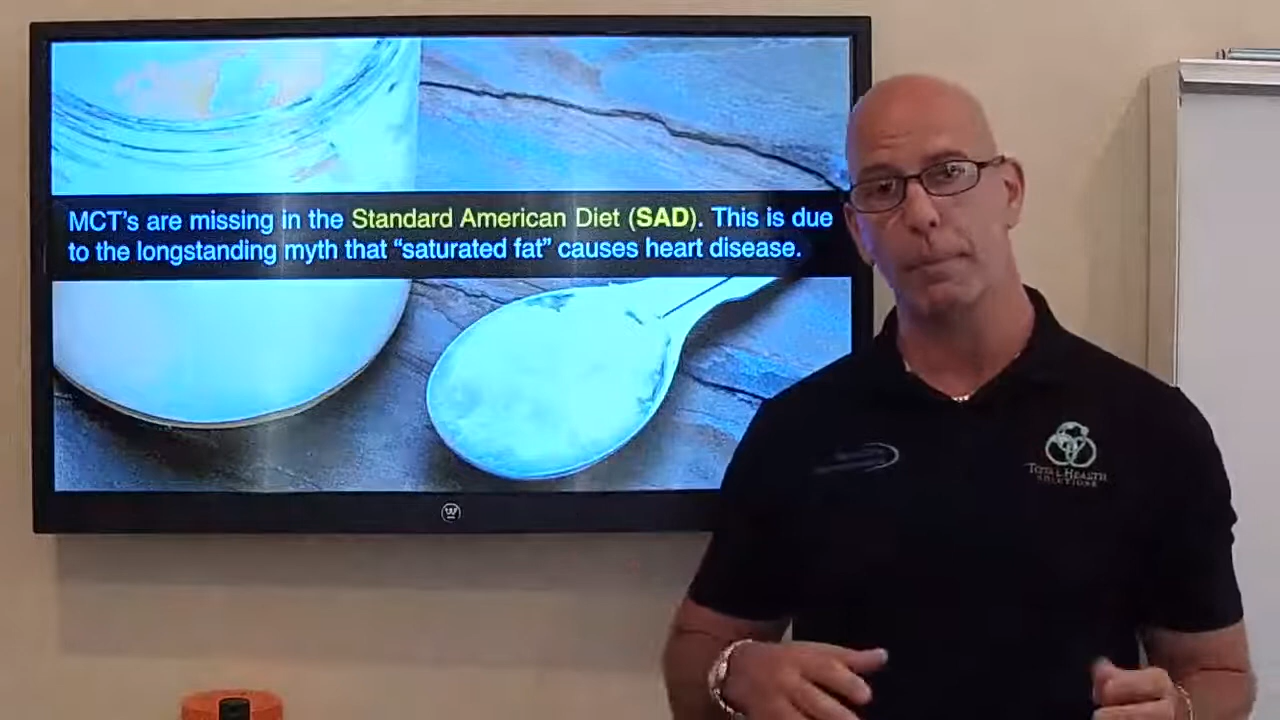 MCT's are missing in the Standard American Diet (SAD). This is due
to the longstanding myth that “saturated fat” causes heart disease.
TOTAL HEALTH
SOLUTIONS